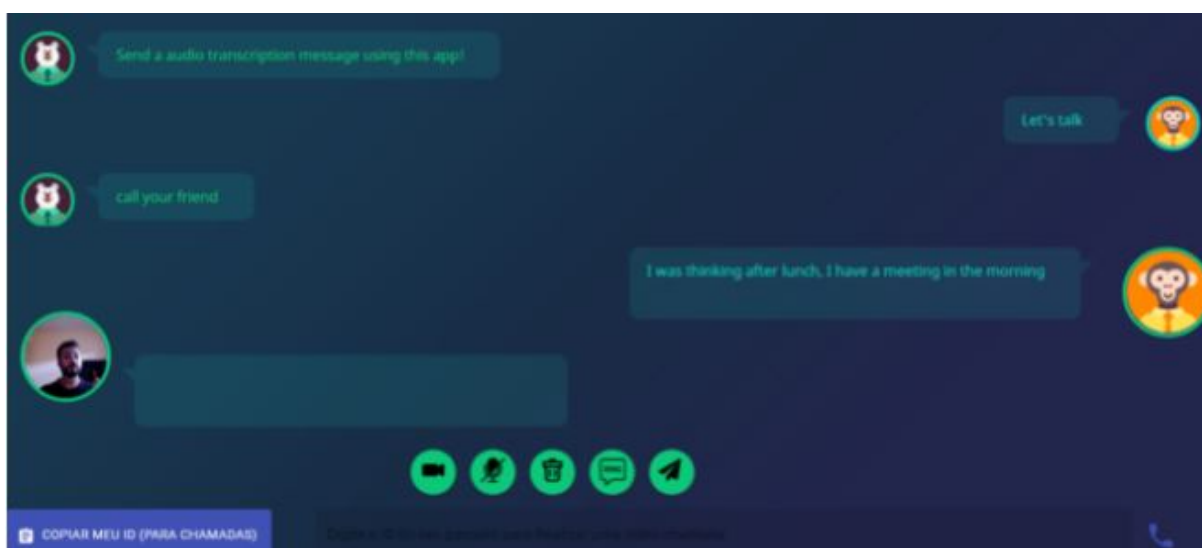 Send a audio transcription message using this app!
Let's talk
call your friend
I was thinking after lunch, I have a meeting in the morning
COPIAR MEU ID (PARA CHAMADAS)